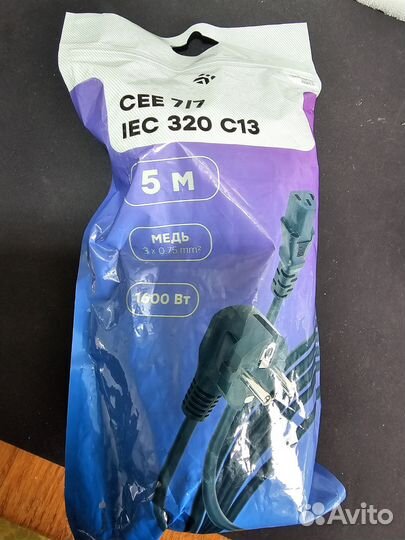 CEE 7/7
IEC 320 C13
5 м
МЕДЬ
3 x 0.75 mm²
1600 Вт
Avito